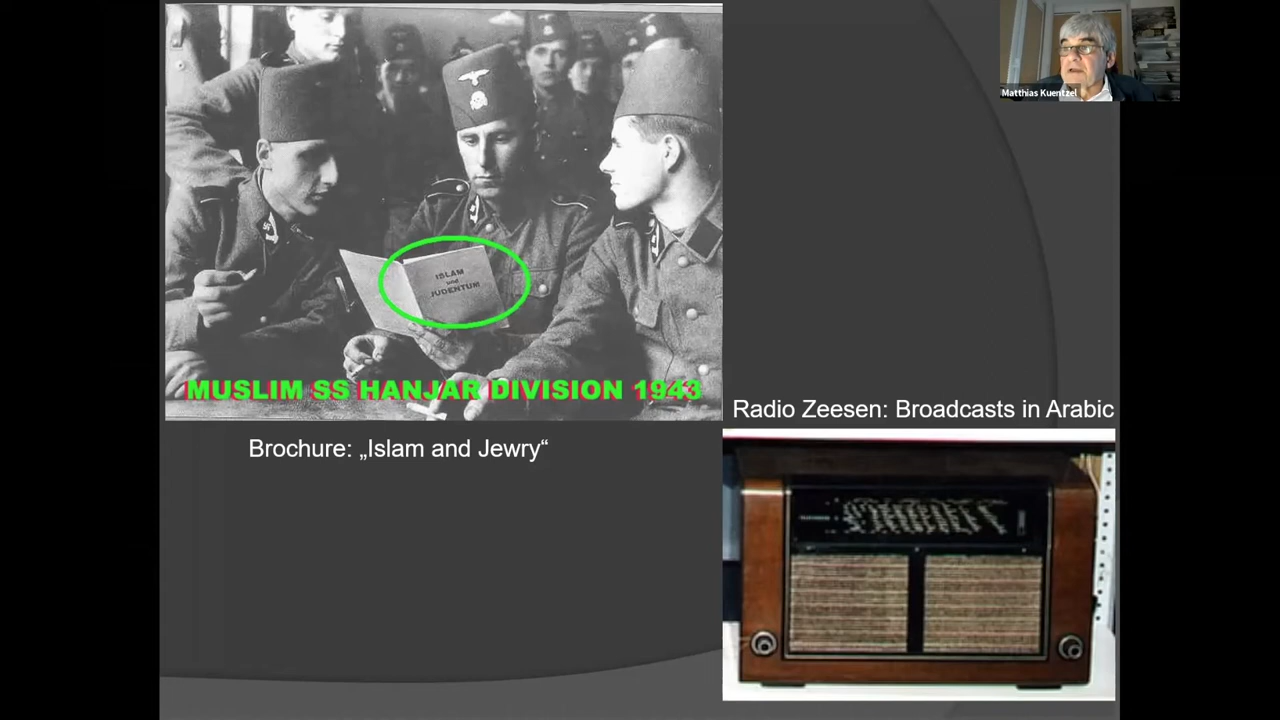 Matthias Kuentzel
ISLAM
und
JUDENTUM
MUSLIM SS HANJAR DIVISION 1943
Radio Zeesen: Broadcasts in Arabic
Brochure: „Islam and Jewry“